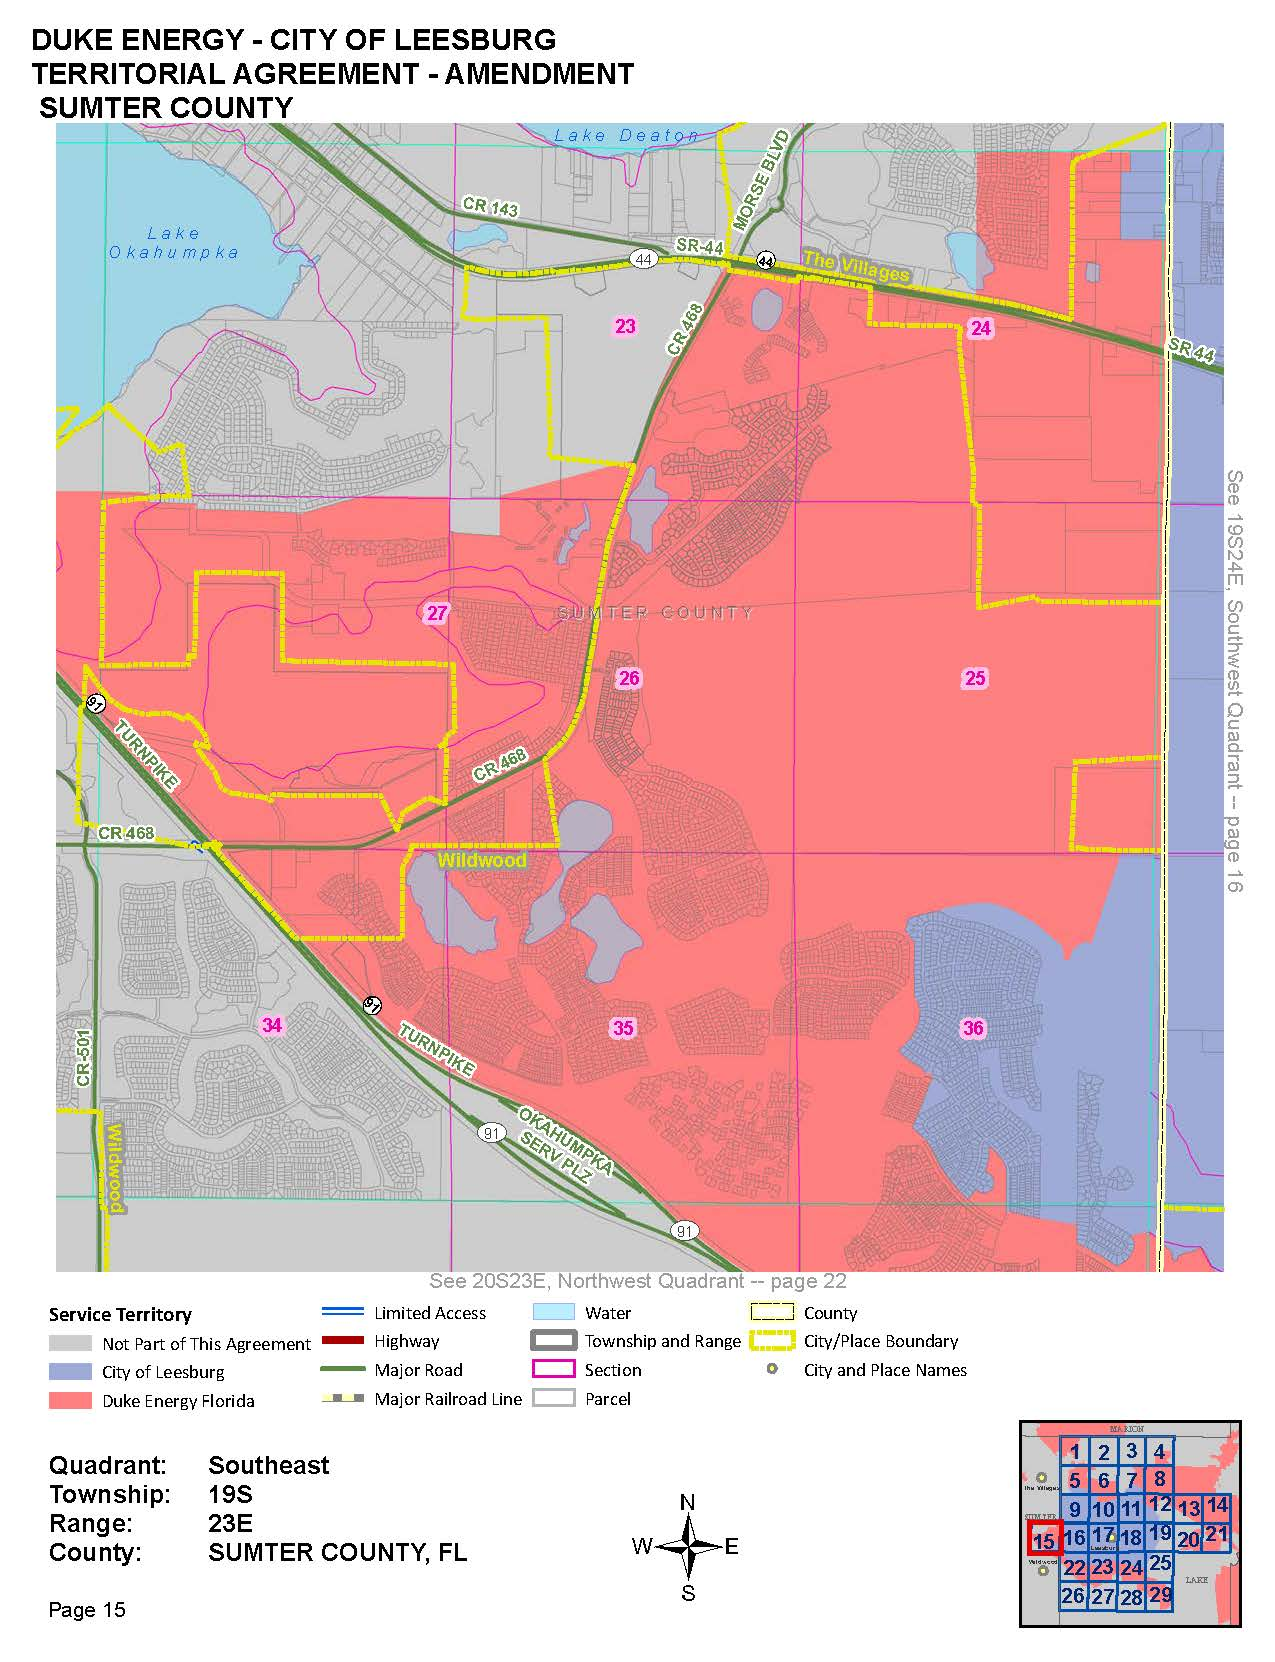 DUKE ENERGY - CITY OF LEESBURG
TERRITORIAL AGREEMENT - AMENDMENT
SUMTER COUNTY
Lake Deaton
MORSE BLVD
CR 143
Lake
Okahumpka
SR-44
44
44
The Villages
23
CR 468
24
SR 44
See 19S24E, Southwest Quadrant -- page 16
27
SUMTER COUNTY
26
25
91
TURNPIKE
CR 468
CR 468
Wildwood
34
91
35
36
TURNPIKE
CR-501
OKAHUMPKA
SERV PLZ
91
Wildwood
91
See 20S23E, Northwest Quadrant -- page 22
Service Territory
Not Part of This Agreement
City of Leesburg
Duke Energy Florida
Limited Access
Highway
Major Road
Major Railroad Line
Water
Township and Range
Section
Parcel
County
City/Place Boundary
City and Place Names
Quadrant: Southeast
Township: 19S
Range: 23E
County: SUMTER COUNTY, FL
Page 15
N
W E
S
MARION
1 2 3 4
The Villages
5 6 7 8
9 10 11 12 13 14
SUMTER
15 16 17 18 19 20 21
Leesburg
Wildwood
22 23 24 25
LAKE
26 27 28 29